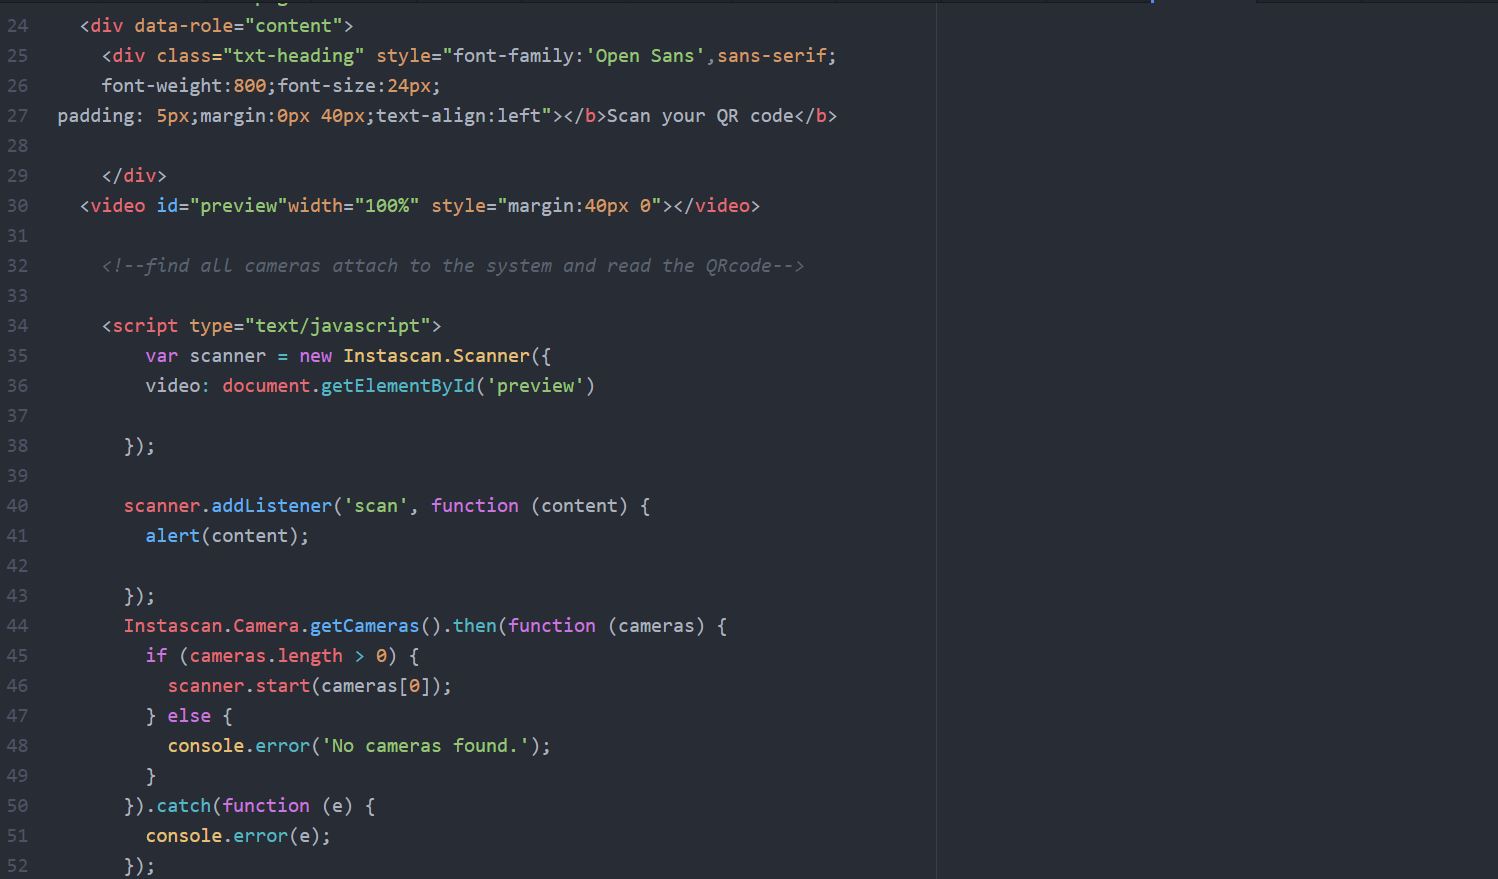 24 <div data-role="content">
25 <div class="txt-heading" style="font-family:'Open Sans',sans-serif;
26 font-weight:800;font-size:24px;
27 padding: 5px;margin:0px 40px;text-align:left"></b>Scan your QR code</b>
28
29 </div>
30 <video id="preview"width="100%" style="margin:40px 0"></video>
31
32 <!--find all cameras attach to the system and read the QRcode-->
33
34 <script type="text/javascript">
35 var scanner = new Instascan.Scanner({
36 video: document.getElementById('preview')
37
38 });
39
40 scanner.addListener('scan', function (content) {
41 alert(content);
42
43 });
44 Instascan.Camera.getCameras().then(function (cameras) {
45 if (cameras.length > 0) {
46 scanner.start(cameras[0]);
47 } else {
48 console.error('No cameras found.');
49 }
50 }).catch(function (e) {
51 console.error(e);
52 });